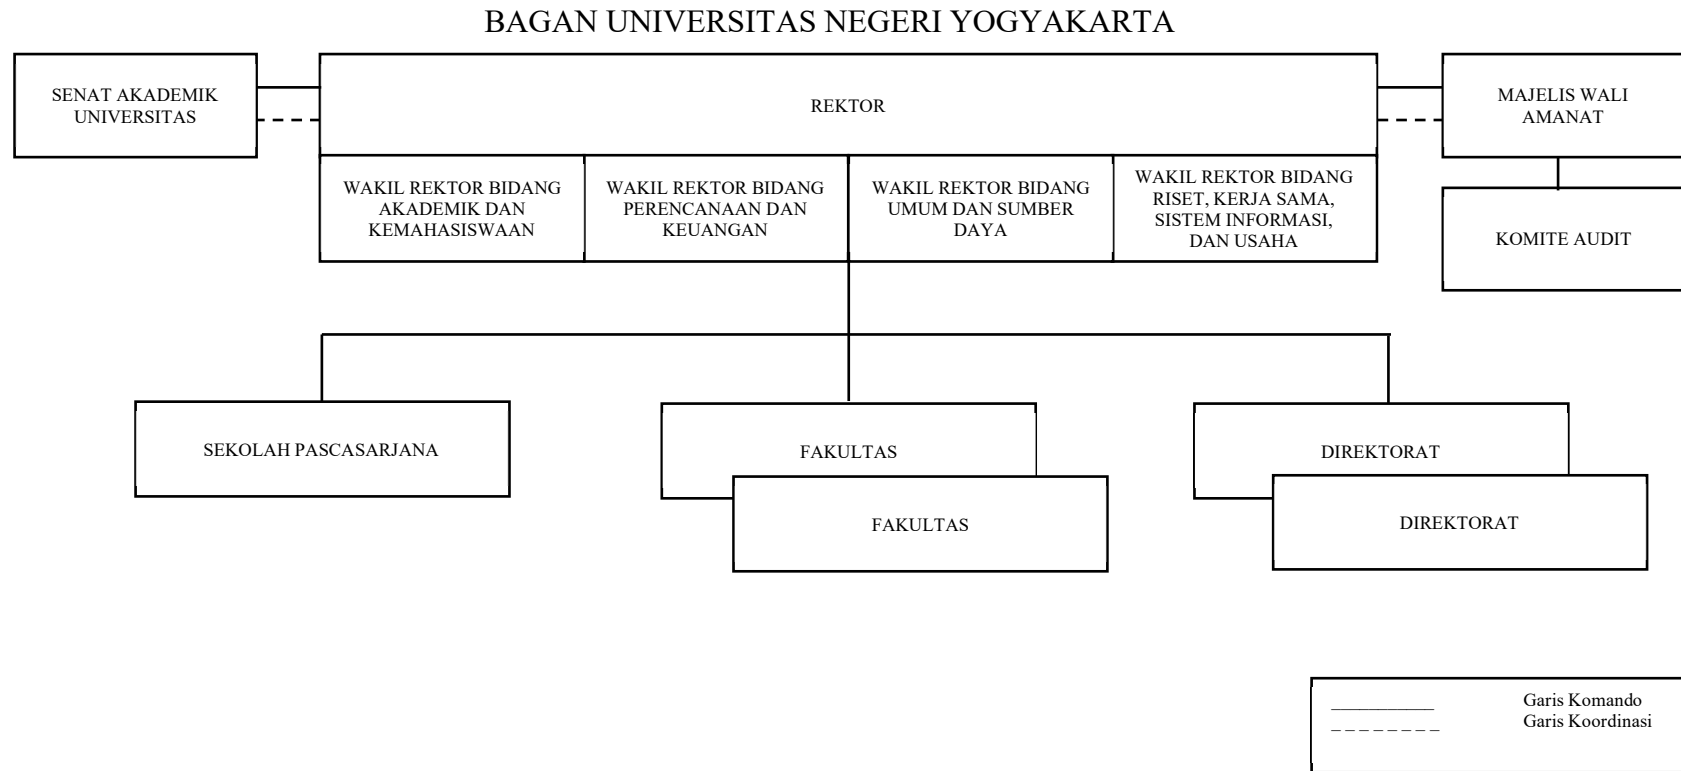 BAGAN UNIVERSITAS NEGERI YOGYAKARTA
SENAT AKADEMIK
UNIVERSITAS
REKTOR
MAJELIS WALI
AMANAT
WAKIL REKTOR BIDANG
AKADEMIK DAN
KEMAHASISWAAN
WAKIL REKTOR BIDANG
PERENCANAAN DAN
KEUANGAN
WAKIL REKTOR BIDANG
UMUM DAN SUMBER
DAYA
WAKIL REKTOR BIDANG
RISET, KERJA SAMA,
SISTEM INFORMASI,
DAN USAHA
KOMITE AUDIT
SEKOLAH PASCASARJANA
FAKULTAS
FAKULTAS
DIREKTORAT
DIREKTORAT
Garis Komando
Garis Koordinasi